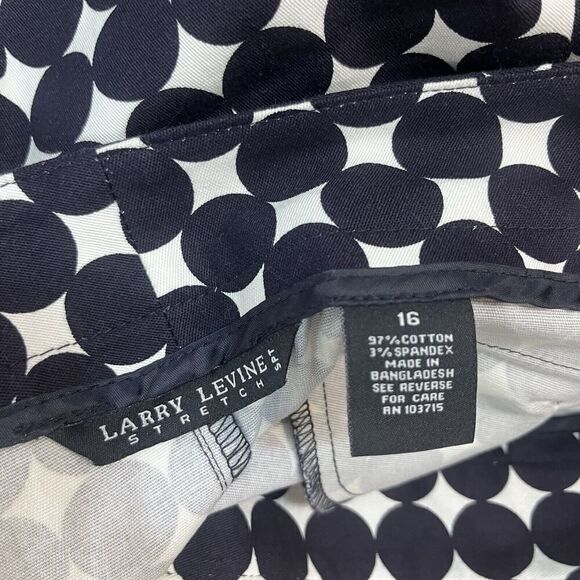 LARRY LEVINE
STRETCH SPT
16
97% COTTON
3% SPANDEX
MADE IN
BANGLADESH
SEE REVERSE
FOR CARE
RN 103715